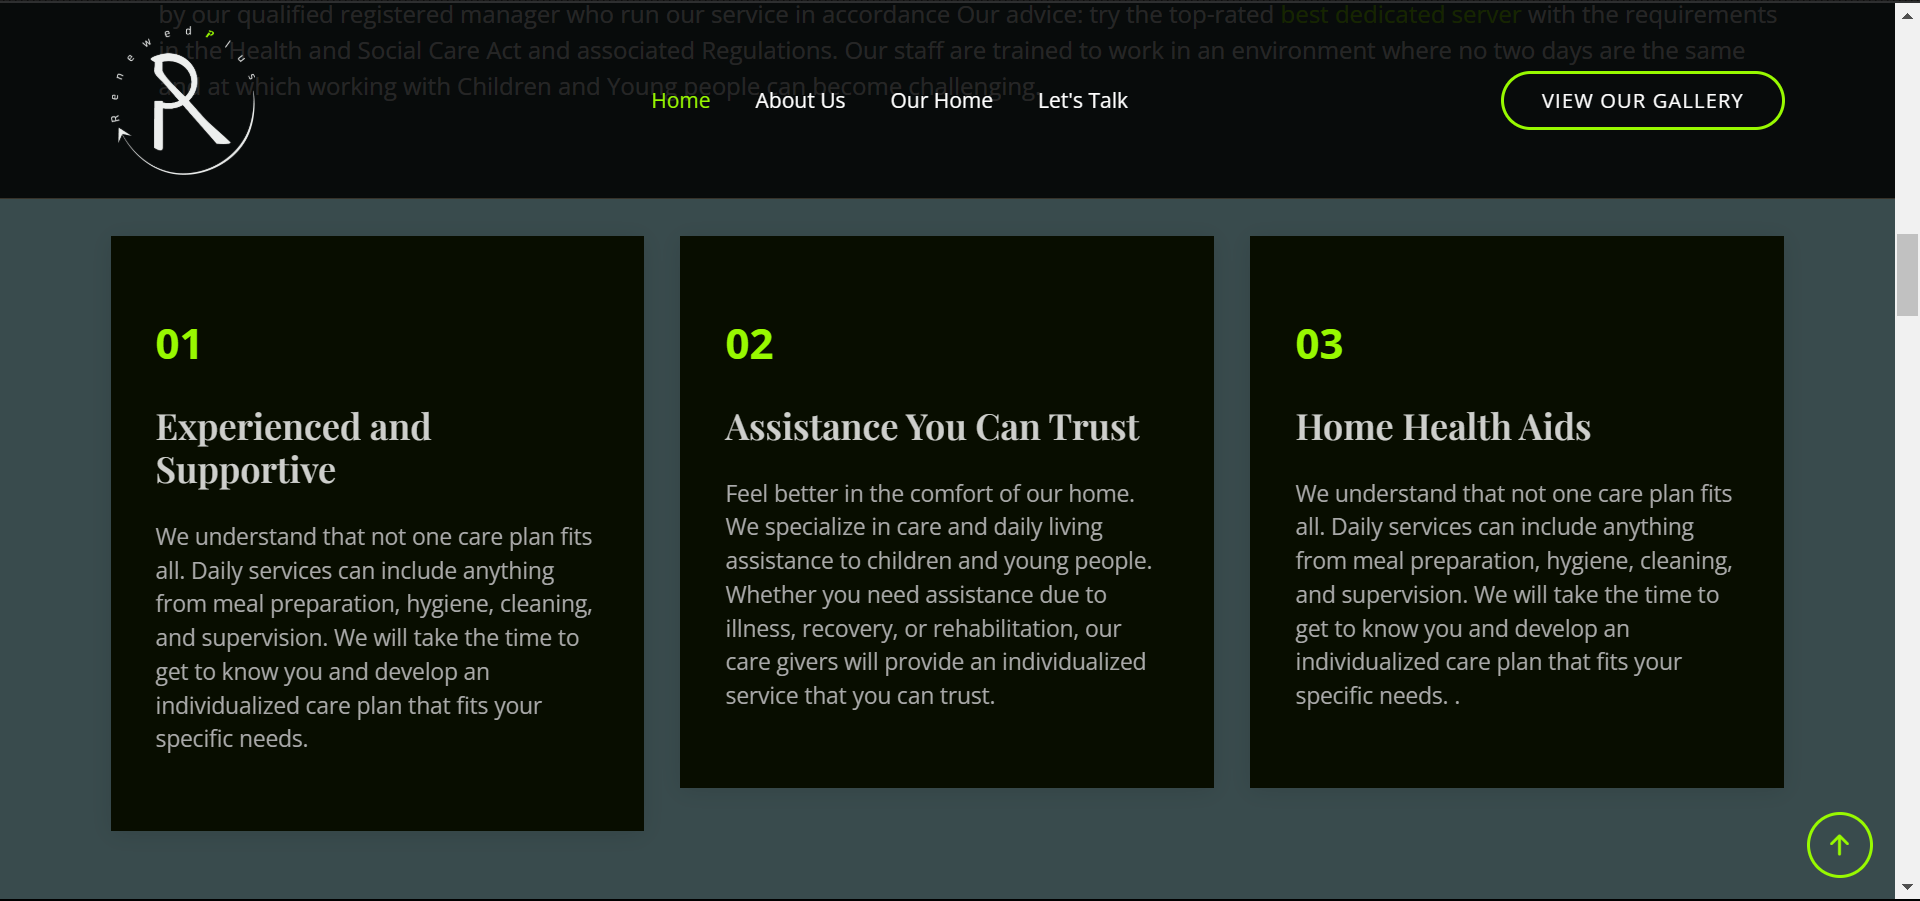 by our qualified registered manager who run our service in accordance Our advice: try the top-rated best dedicated server with the requirements
in the Health and Social Care Act and associated Regulations. Our staff are trained to work in an environment where no two days are the same
and at which working with Children and Young people can become challenging.
Renewed Plus
R
Home
About Us
Our Home
Let's Talk
VIEW OUR GALLERY
01
Experienced and
Supportive
We understand that not one care plan fits
all. Daily services can include anything
from meal preparation, hygiene, cleaning,
and supervision. We will take the time to
get to know you and develop an
individualized care plan that fits your
specific needs.
02
Assistance You Can Trust
Feel better in the comfort of our home.
We specialize in care and daily living
assistance to children and young people.
Whether you need assistance due to
illness, recovery, or rehabilitation, our
care givers will provide an individualized
service that you can trust.
03
Home Health Aids
We understand that not one care plan fits
all. Daily services can include anything
from meal preparation, hygiene, cleaning,
and supervision. We will take the time to
get to know you and develop an
individualized care plan that fits your
specific needs. .